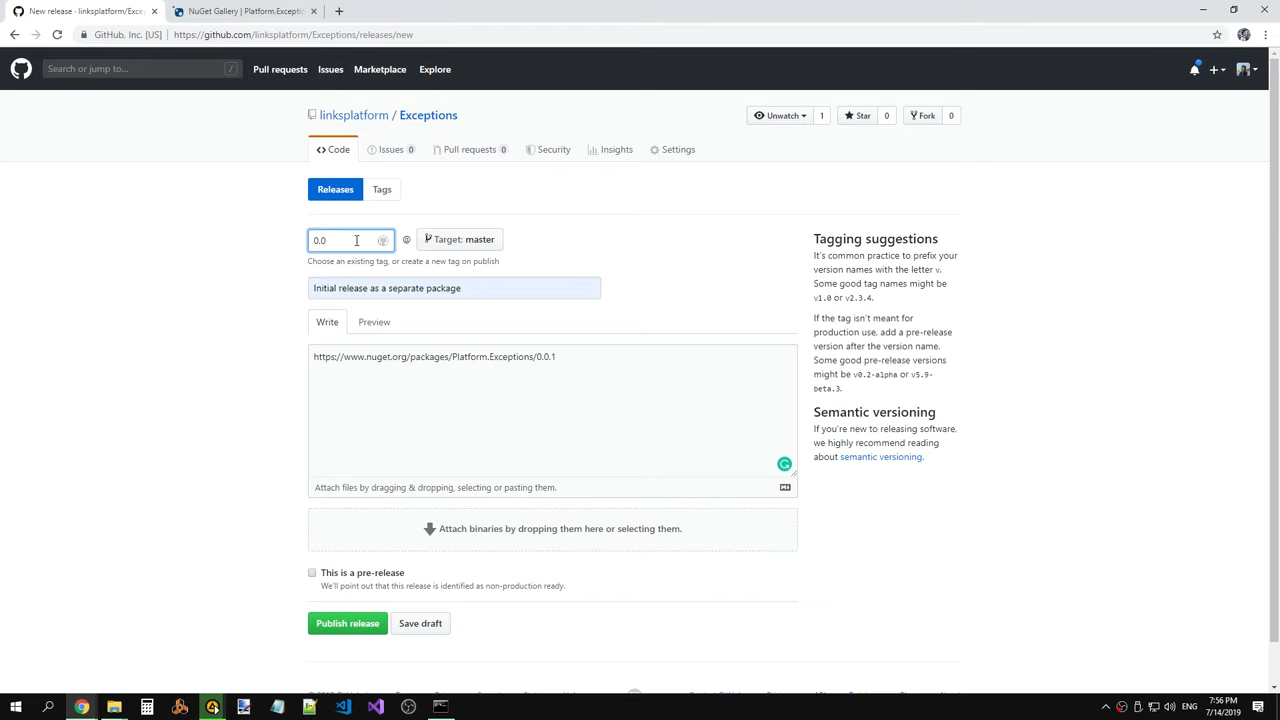 New release · linksplatform/Exce
NuGet Gallery | Platform.Exceptio
GitHub, Inc. [US]
https://github.com/linksplatform/Exceptions/releases/new
Search or jump to...
/
Pull requests
Issues
Marketplace
Explore
linksplatform / Exceptions
Unwatch 1
Star 0
Fork 0
Code
Issues 0
Pull requests 0
Security
Insights
Settings
Releases
Tags
0.0
@
Target: master
Choose an existing tag, or create a new tag on publish
Initial release as a separate package
Write
Preview
https://www.nuget.org/packages/Platform.Exceptions/0.0.1
Attach files by dragging & dropping, selecting or pasting them.
Attach binaries by dropping them here or selecting them.
This is a pre-release
We'll point out that this release is identified as non-production ready.
Publish release
Save draft
Tagging suggestions
It's common practice to prefix your
version names with the letter v.
Some good tag names might be
v1.0 or v2.3.4.
If the tag isn't meant for
production use, add a pre-release
version after the version name.
Some good pre-release versions
might be v0.2-alpha or v5.9-
beta.3.
Semantic versioning
If you're new to releasing software,
we highly recommend reading
about semantic versioning.
ENG
7:56 PM
7/14/2019